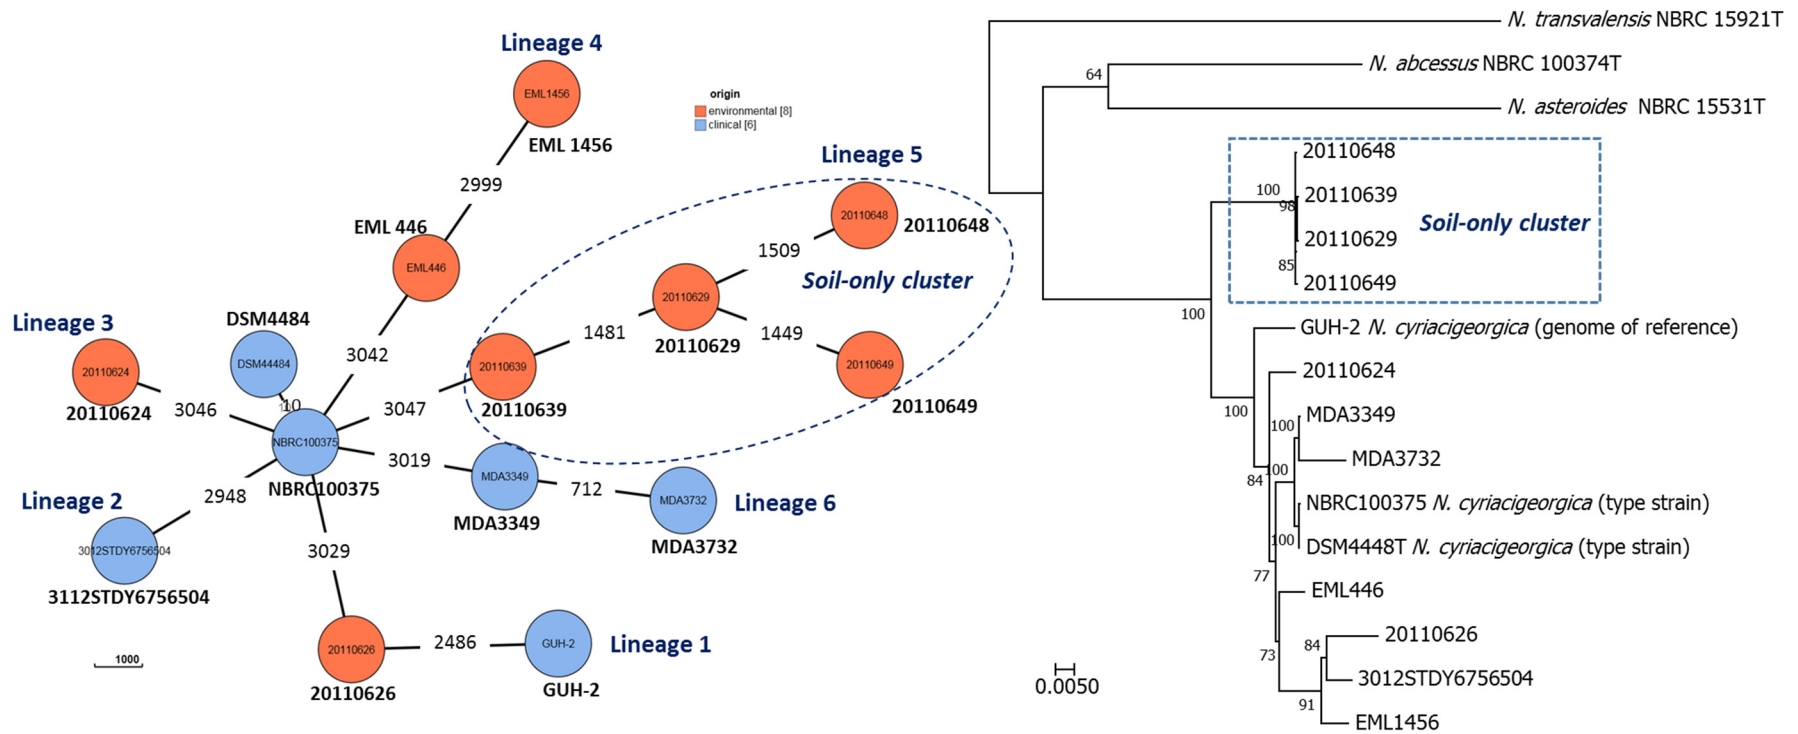 Lineage 4
EML1456
EML 1456
origin
environmental [8]
clinical [6]
2999
Lineage 5
20110648
20110648
EML 446
EML446
1509
Soil-only cluster
20110629
20110629
1481
1449
20110649
20110649
Lineage 3
20110624
20110624
DSM4484
DSM44484
10
3042
3046
3047
20110639
20110639
NBRC100375
NBRC100375
3019
MDA3349
MDA3349
712
MDA3732
MDA3732
Lineage 6
Lineage 2
2948
3012STDY6756504
3112STDY6756504
3029
20110626
20110626
2486
GUH-2
GUH-2
Lineage 1
1000
N. transvalensis NBRC 15921T
64
N. abcessus NBRC 100374T
N. asteroides NBRC 15531T
20110648
100
98
20110639
Soil-only cluster
20110629
85
20110649
100
GUH-2 N. cyriacigeorgica (genome of reference)
20110624
100
100
MDA3349
MDA3732
100
84
NBRC100375 N. cyriacigeorgica (type strain)
100
DSM4448T N. cyriacigeorgica (type strain)
77
EML446
20110626
84
73
3012STDY6756504
91
EML1456
0.0050